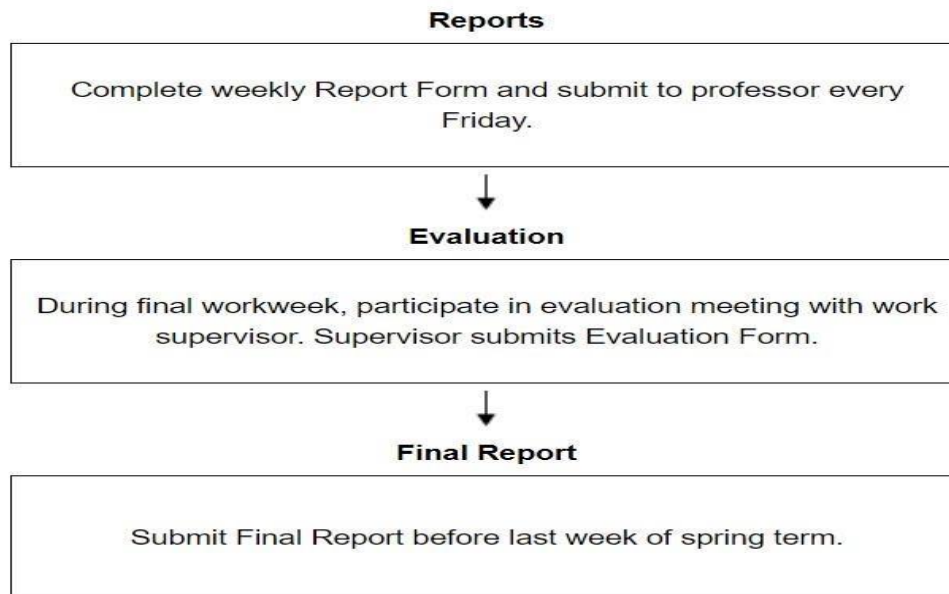 Reports
Complete weekly Report Form and submit to professor every
Friday.
Evaluation
During final workweek, participate in evaluation meeting with work
supervisor. Supervisor submits Evaluation Form.
Final Report
Submit Final Report before last week of spring term.